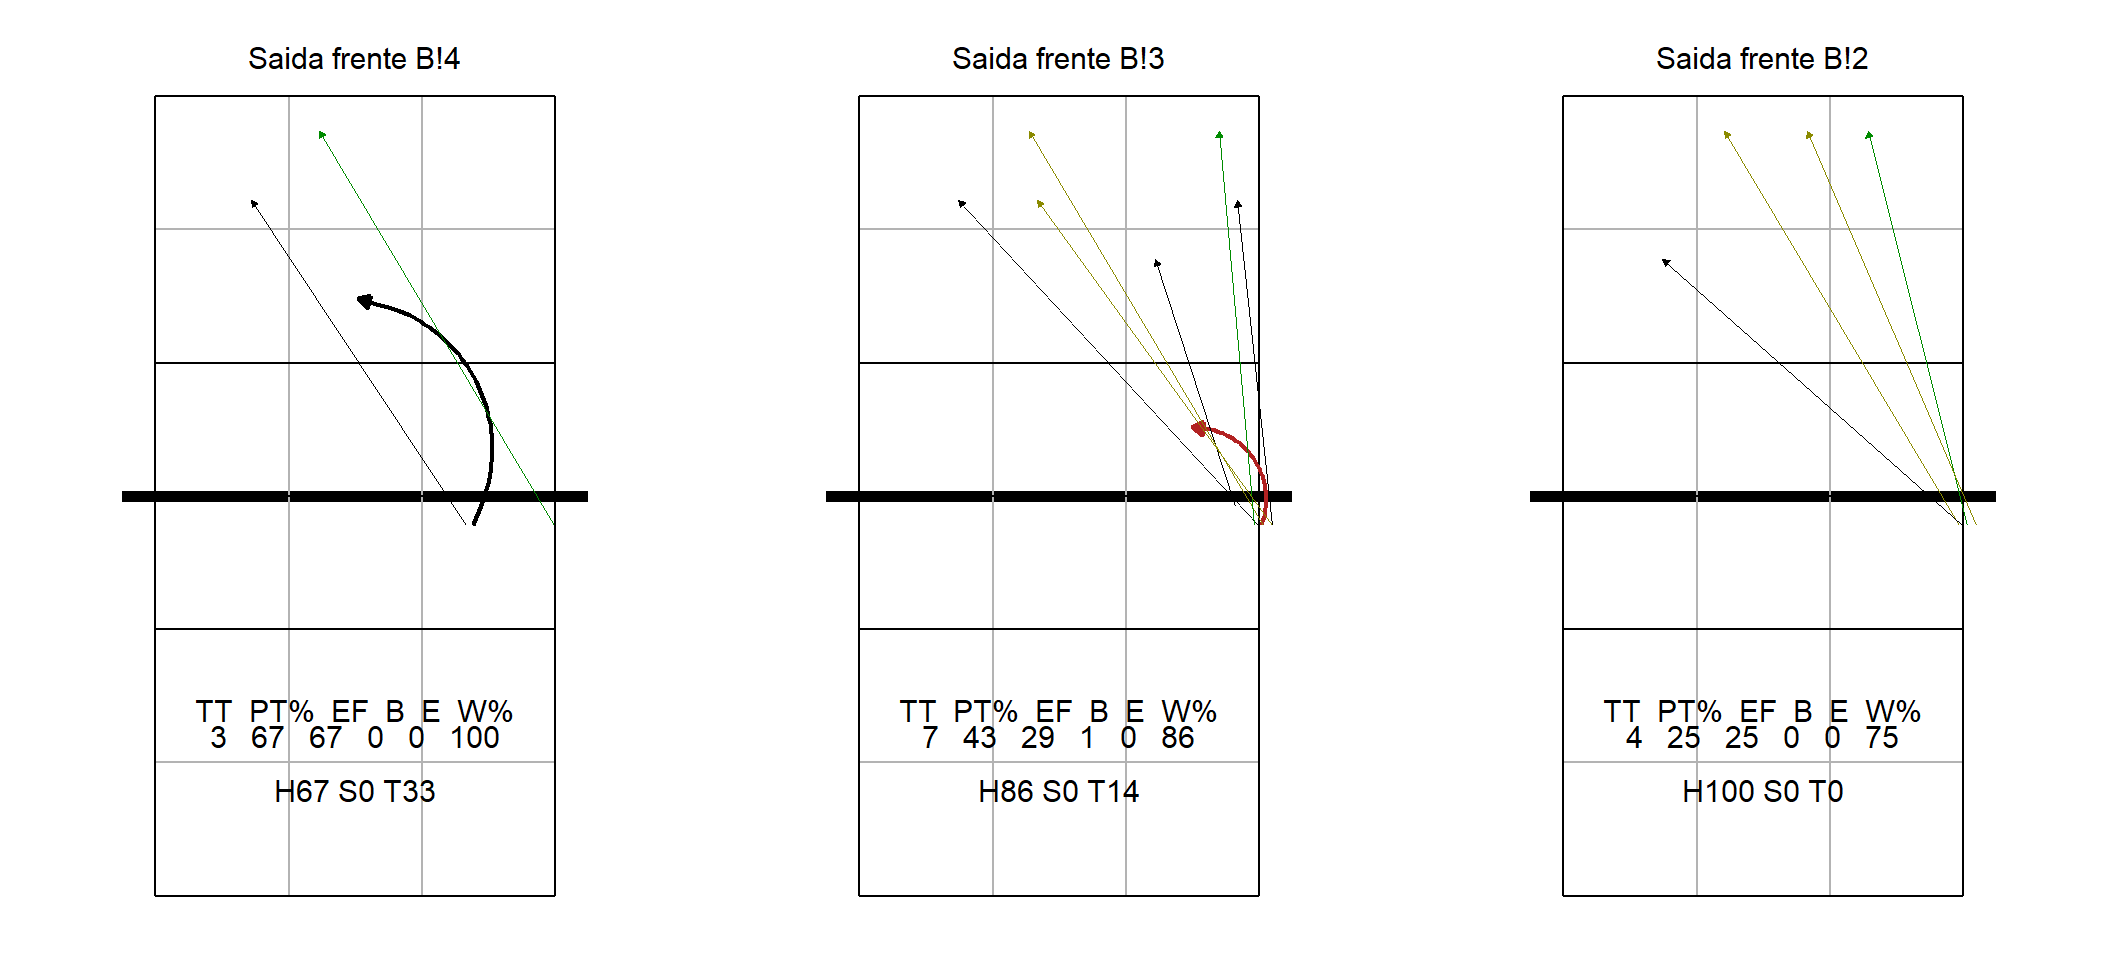 Saida frente B!4
TT PT% EF B E W%
3 67 67 0 0 100
H67 S0 T33
Saida frente B!3
TT PT% EF B E W%
7 43 29 1 0 86
H86 S0 T14
Saida frente B!2
TT PT% EF B E W%
4 25 25 0 0 75
H100 S0 T0